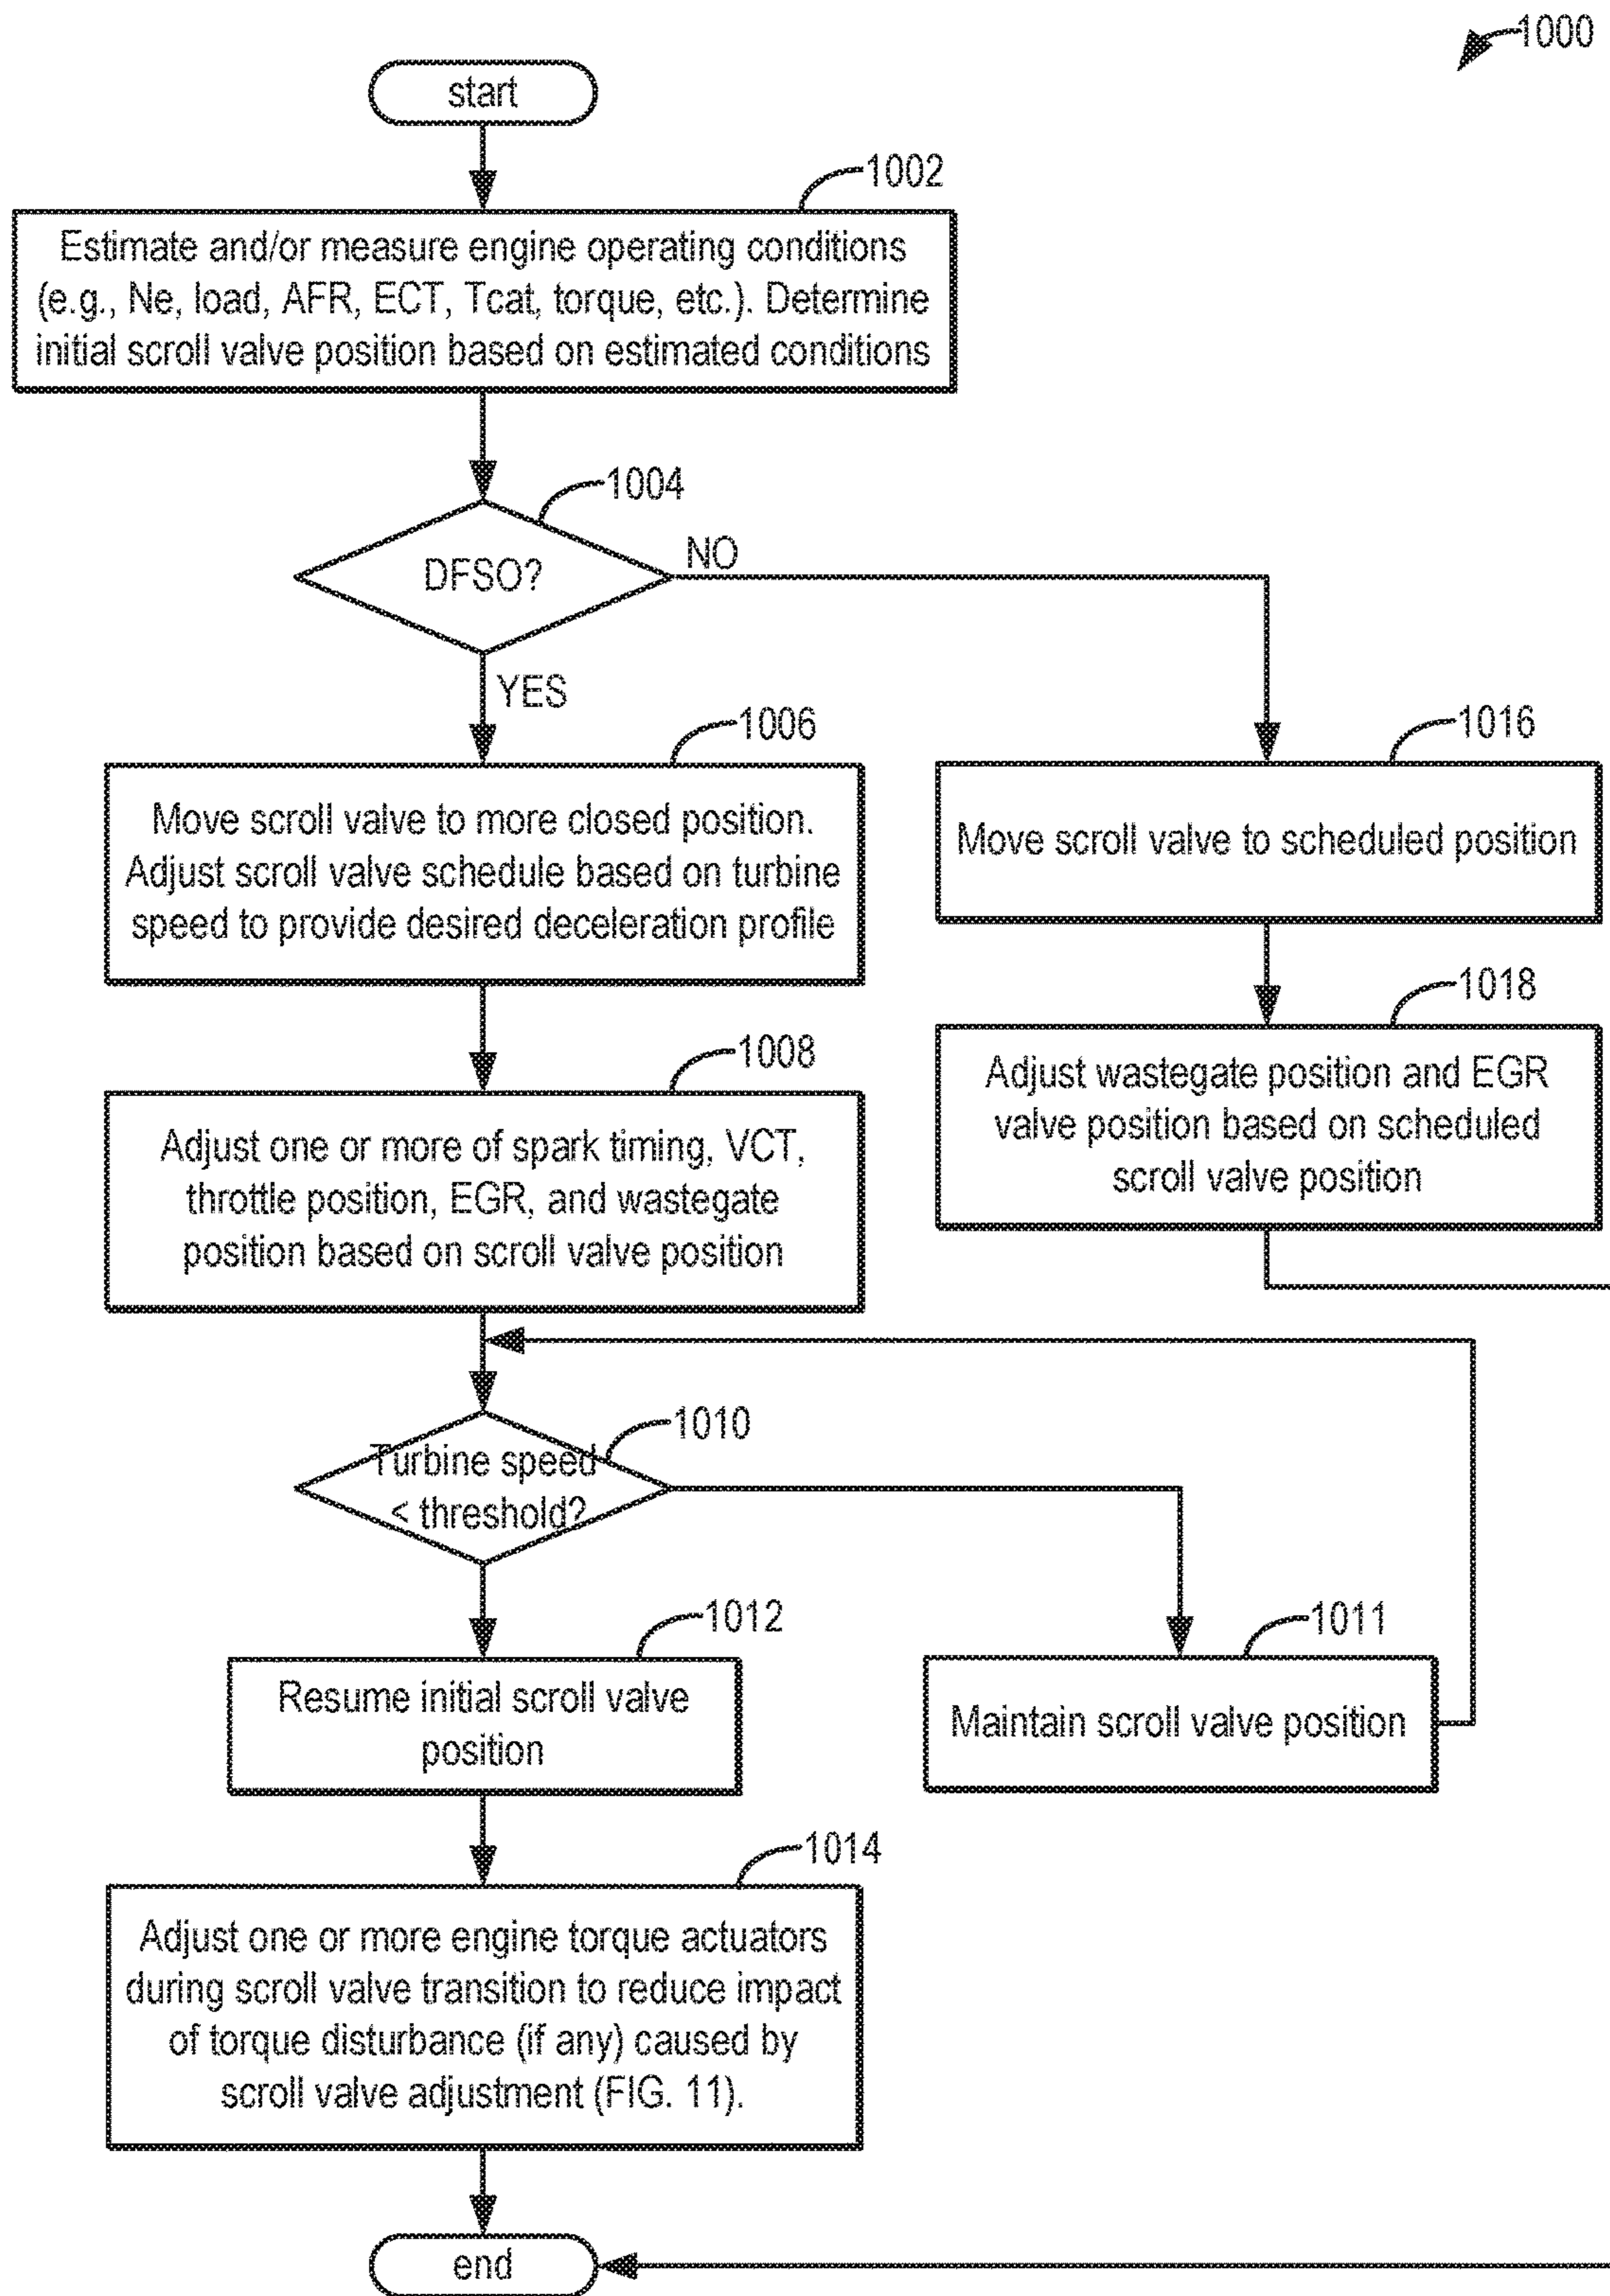 1000
start
1002
Estimate and/or measure engine operating conditions
(e.g., Ne, load, AFR, ECT, Tcat, torque, etc.). Determine
initial scroll valve position based on estimated conditions
1004
DFSO?
NO
YES
1006
Move scroll valve to more closed position.
Adjust scroll valve schedule based on turbine
speed to provide desired deceleration profile
1016
Move scroll valve to scheduled position
1008
Adjust one or more of spark timing, VCT,
throttle position, EGR, and wastegate
position based on scroll valve position
1018
Adjust wastegate position and EGR
valve position based on scheduled
scroll valve position
1010
Turbine speed
< threshold?
1012
Resume initial scroll valve
position
1011
Maintain scroll valve position
1014
Adjust one or more engine torque actuators
during scroll valve transition to reduce impact
of torque disturbance (if any) caused by
scroll valve adjustment (FIG. 11).
end